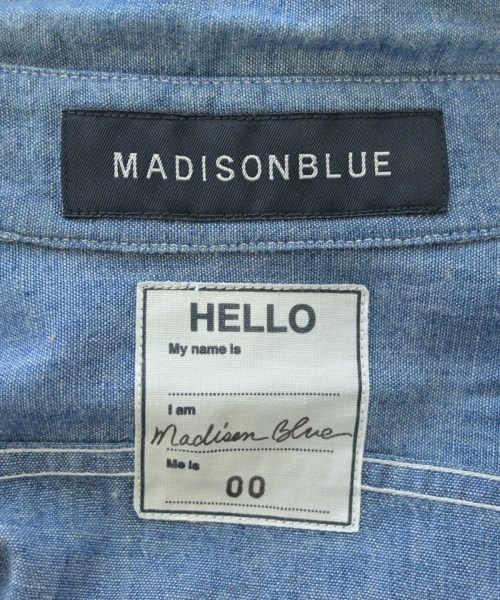 MADISONBLUE
HELLO
My name is
I am
Madison Blue
Me is
00